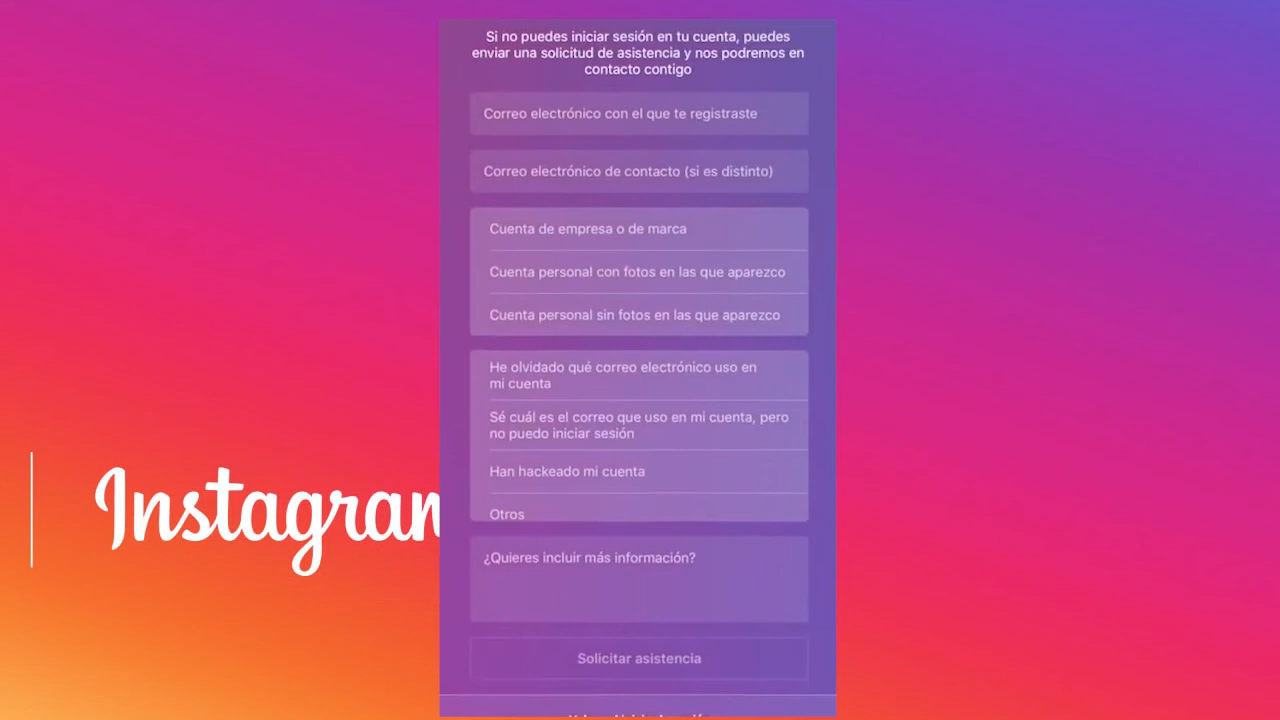 Si no puedes iniciar sesión en tu cuenta, puedes
enviar una solicitud de asistencia y nos podremos en
contacto contigo
Correo electrónico con el que te registraste
Correo electrónico de contacto (si es distinto)
Cuenta de empresa o de marca
Cuenta personal con fotos en las que aparezco
Cuenta personal sin fotos en las que aparezco
He olvidado qué correo electrónico uso en
mi cuenta
Sé cuál es el correo que uso en mi cuenta, pero
no puedo iniciar sesión
Han hackeado mi cuenta
Otros
¿Quieres incluir más información?
Solicitar asistencia
Instagram